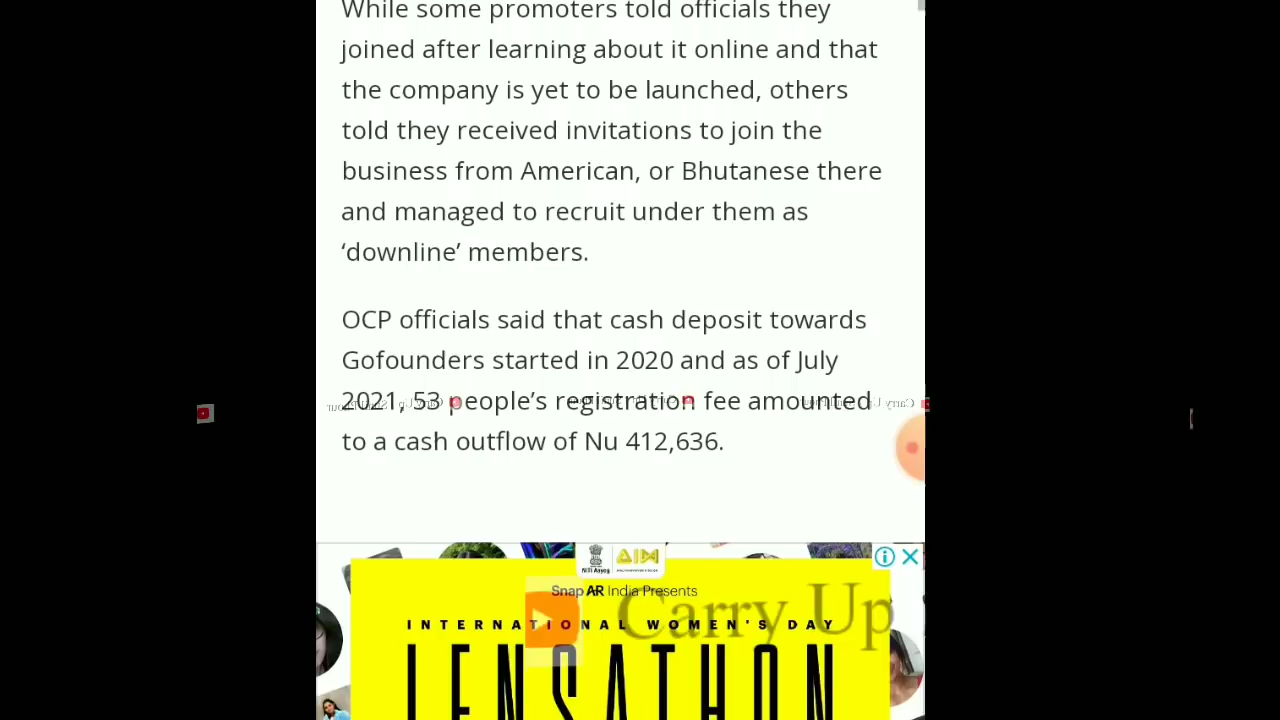 While some promoters told officials they
joined after learning about it online and that
the company is yet to be launched, others
told they received invitations to join the
business from American, or Bhutanese there
and managed to recruit under them as
‘downline’ members.
OCP officials said that cash deposit towards
Gofounders started in 2020 and as of July
2021, 53 people’s registration fee amounted
to a cash outflow of Nu 412,636.
NITI Aayog
AIM
Snap AR India Presents
Carry Up
INTERNATIONAL WOMEN'S DAY
LENSATHON